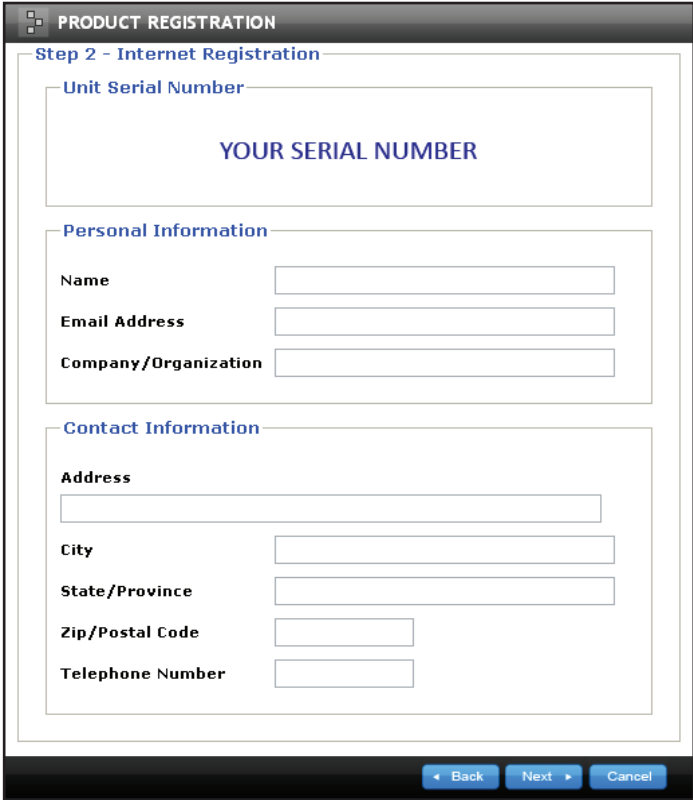 PRODUCT REGISTRATION
Step 2 - Internet Registration
Unit Serial Number
YOUR SERIAL NUMBER
Personal Information
Name
Email Address
Company/Organization
Contact Information
Address
City
State/Province
Zip/Postal Code
Telephone Number
Back Next Cancel